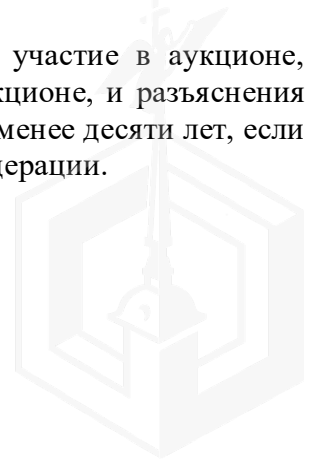 участие в аукционе,
кционе, и разъяснения
менее десяти лет, если
дерации.